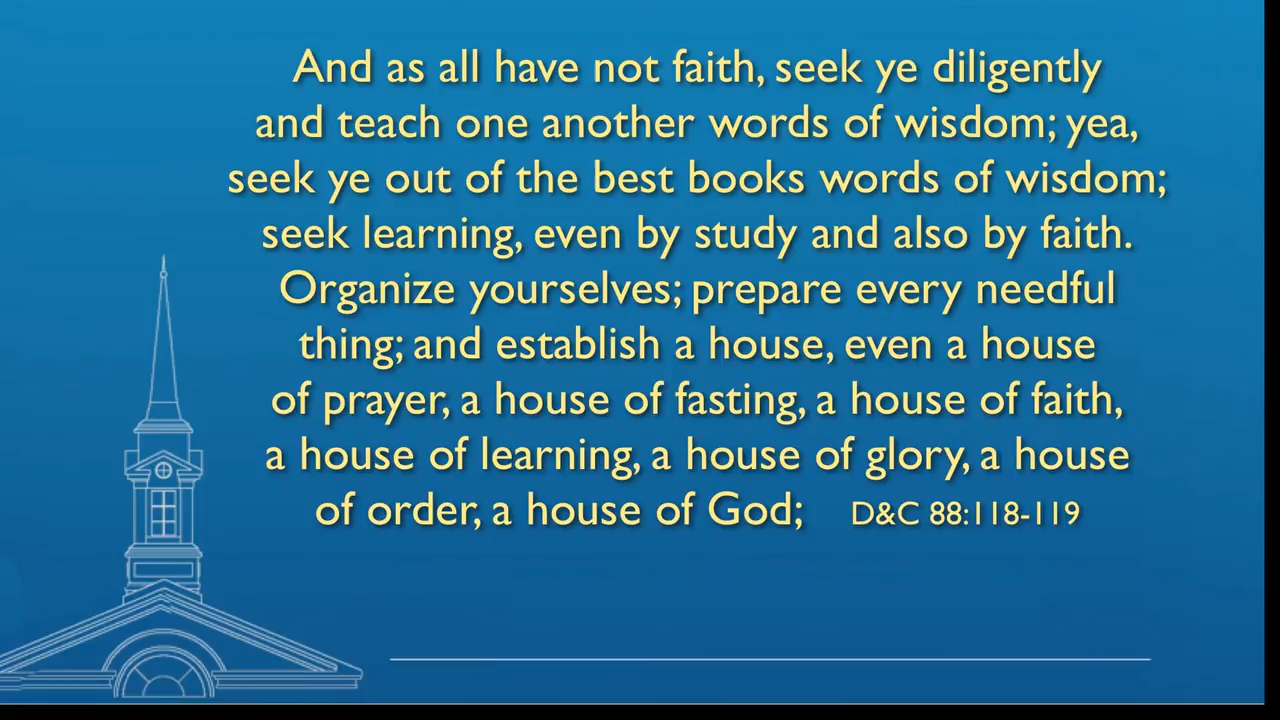 And as all have not faith, seek ye diligently
and teach one another words of wisdom; yea,
seek ye out of the best books words of wisdom;
seek learning, even by study and also by faith.
Organize yourselves; prepare every needful
thing; and establish a house, even a house
of prayer, a house of fasting, a house of faith,
a house of learning, a house of glory, a house
of order, a house of God; D&C 88:118-119